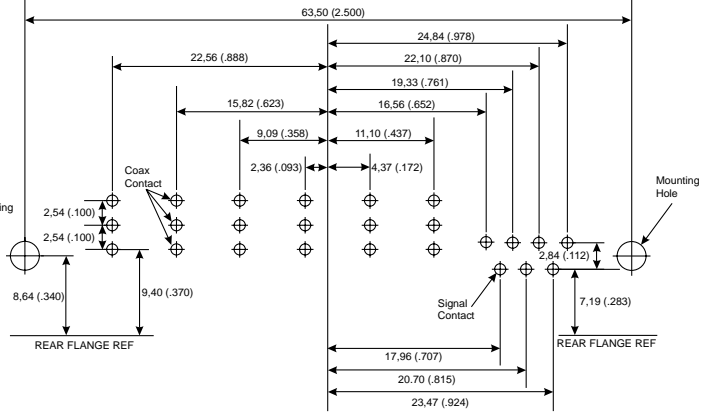 63,50 (2.500)
24,84 (.978)
22,56 (.888)
22,10 (.870)
19,33 (.761)
15,82 (.623)
16,56 (.652)
9,09 (.358)
11,10 (.437)
2,36 (.093)
4,37 (.172)
Coax
Contact
Mounting
Hole
ing
2,54 (.100)
2,54 (.100)
2,84 (.112)
8,64 (.340)
9,40 (.370)
7,19 (.283)
Signal
Contact
REAR FLANGE REF
REAR FLANGE REF
17,96 (.707)
20.70 (.815)
23,47 (.924)